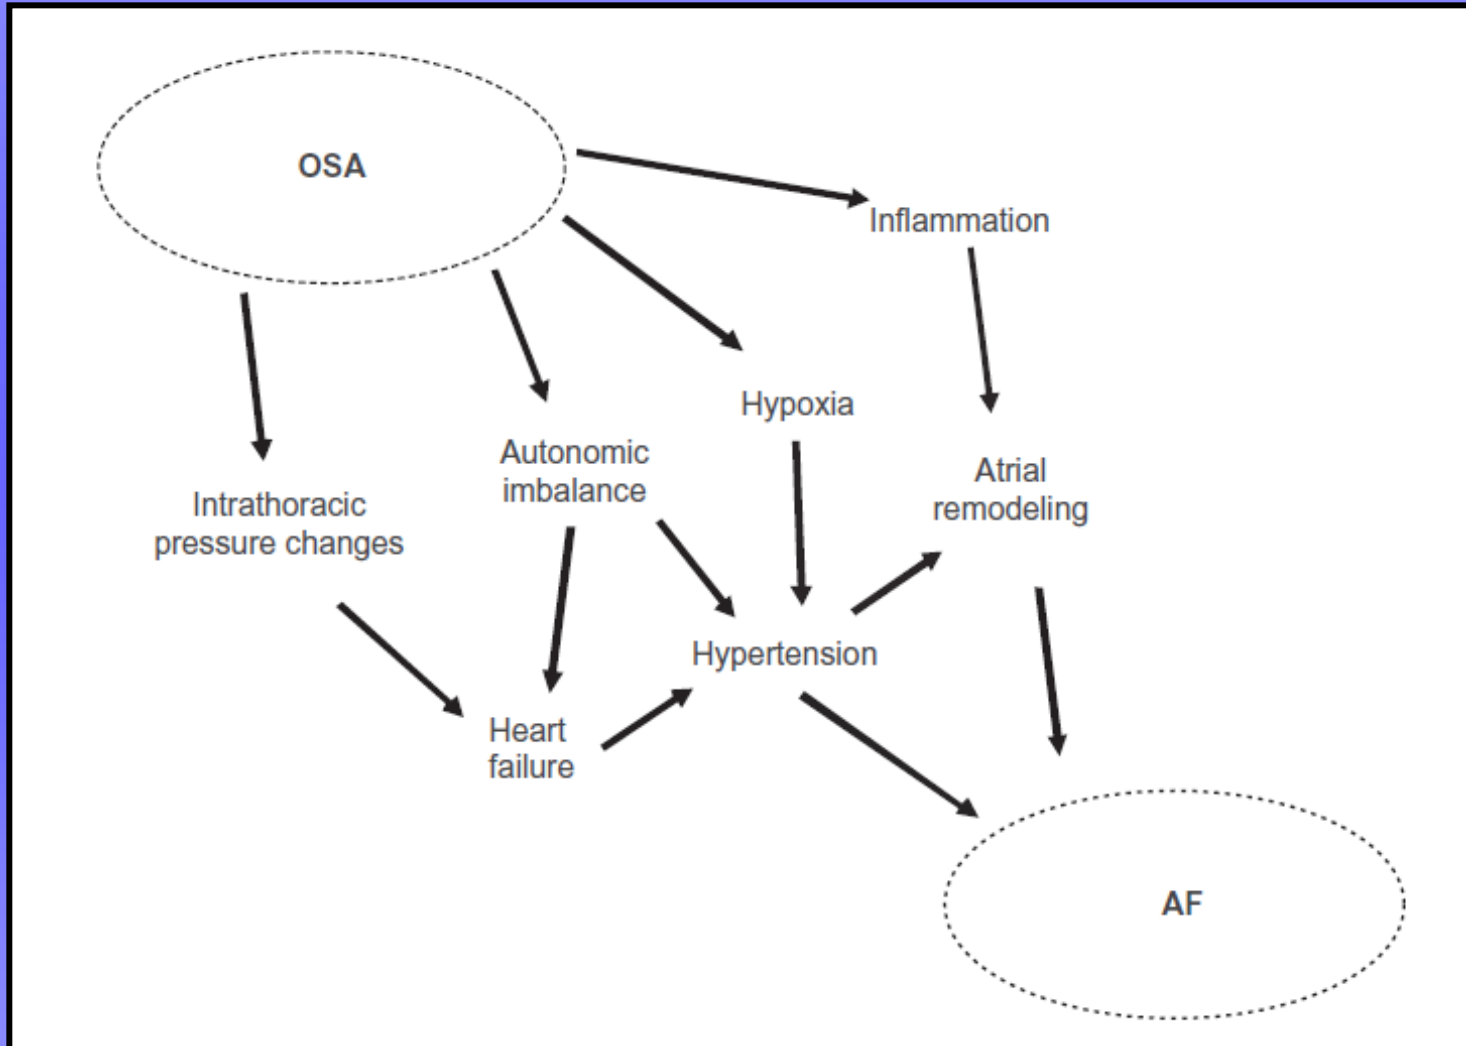 OSA
Inflammation
Hypoxia
Autonomic
imbalance
Atrial
remodeling
Intrathoracic
pressure changes
Hypertension
Heart
failure
AF